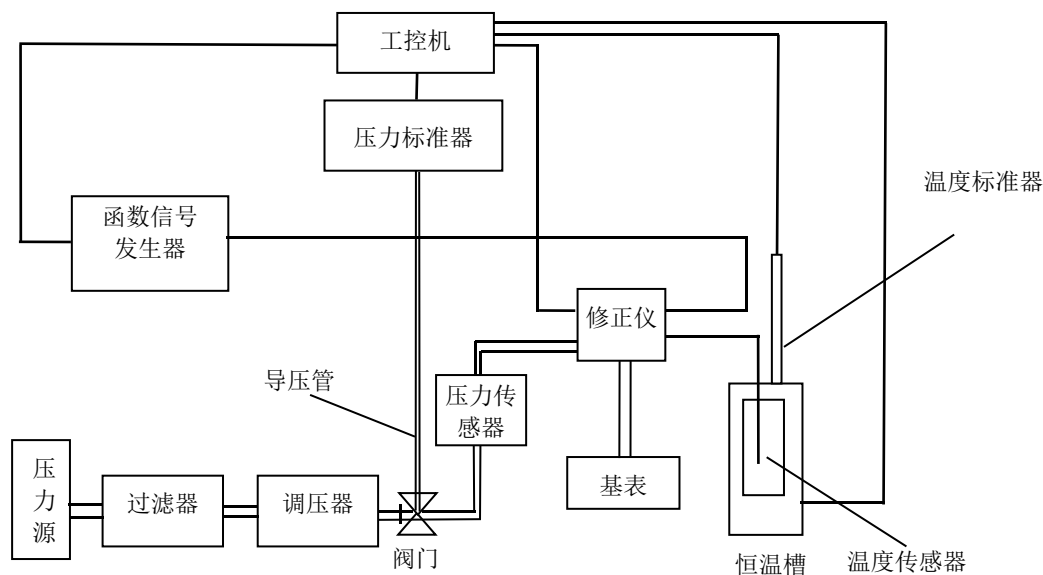 工控机
压力标准器
温度标准器
函数信号
发生器
修正仪
导压管
压力传
感器
压
力
源
过滤器
调压器
基表
阀门
恒温槽
温度传感器